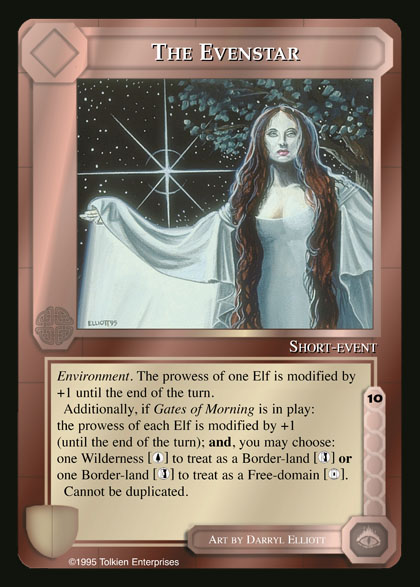 The Evenstar
ELLIOTT '95
Short-event
Environment. The prowess of one Elf is modified by
+1 until the end of the turn.
Additionally, if Gates of Morning is in play:
the prowess of each Elf is modified by +1
(until the end of the turn); and, you may choose:
one Wilderness [ ] to treat as a Border-land [ ] or
one Border-land [ ] to treat as a Free-domain [ ].
Cannot be duplicated.
10
Art by Darryl Elliott
©1995 Tolkien Enterprises